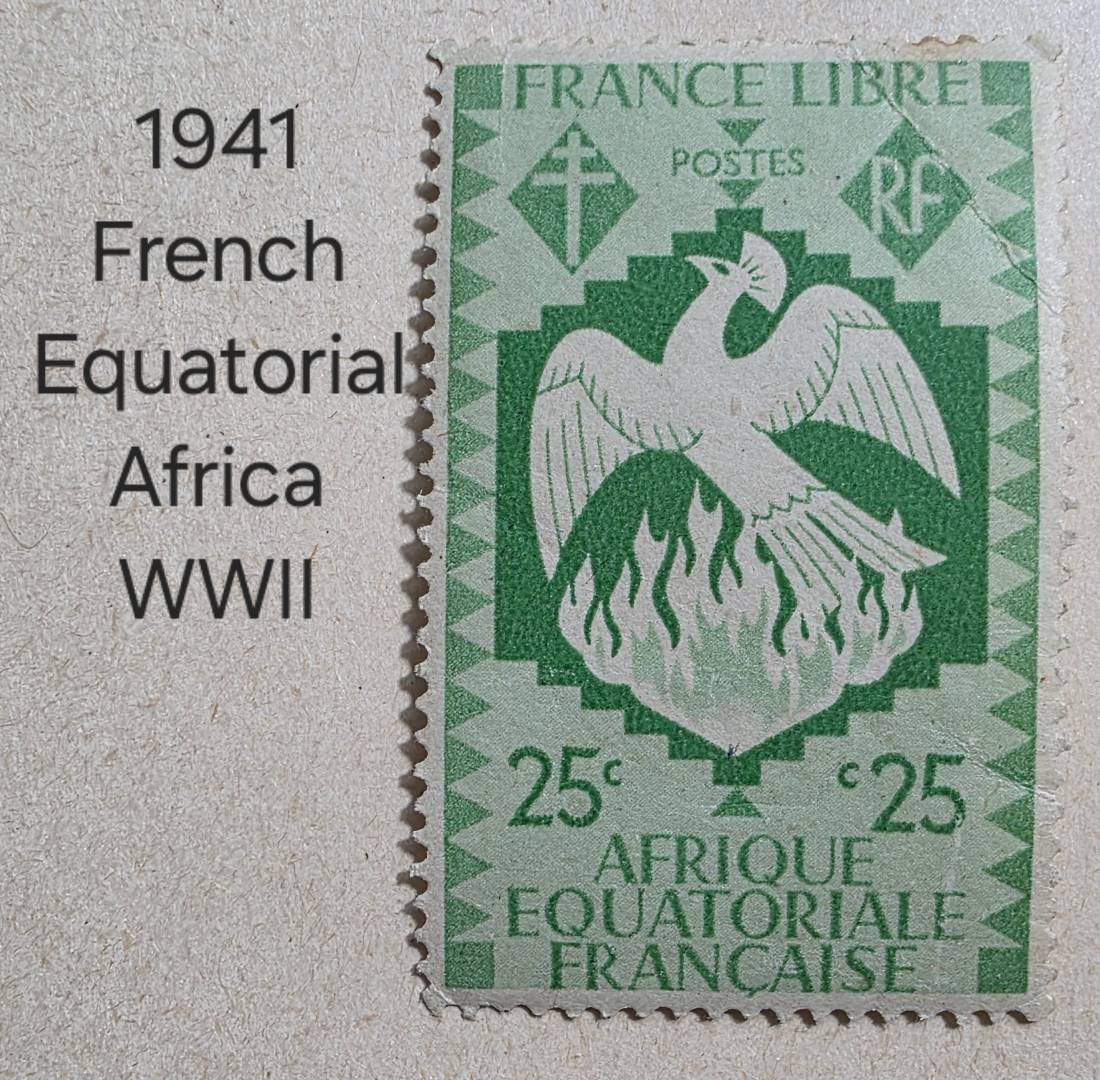 1941
French
Equatorial
Africa
WWII
FRANCE LIBRE
POSTES
RF
25c c25
AFRIQUE
EQUATORIALE
FRANÇAISE